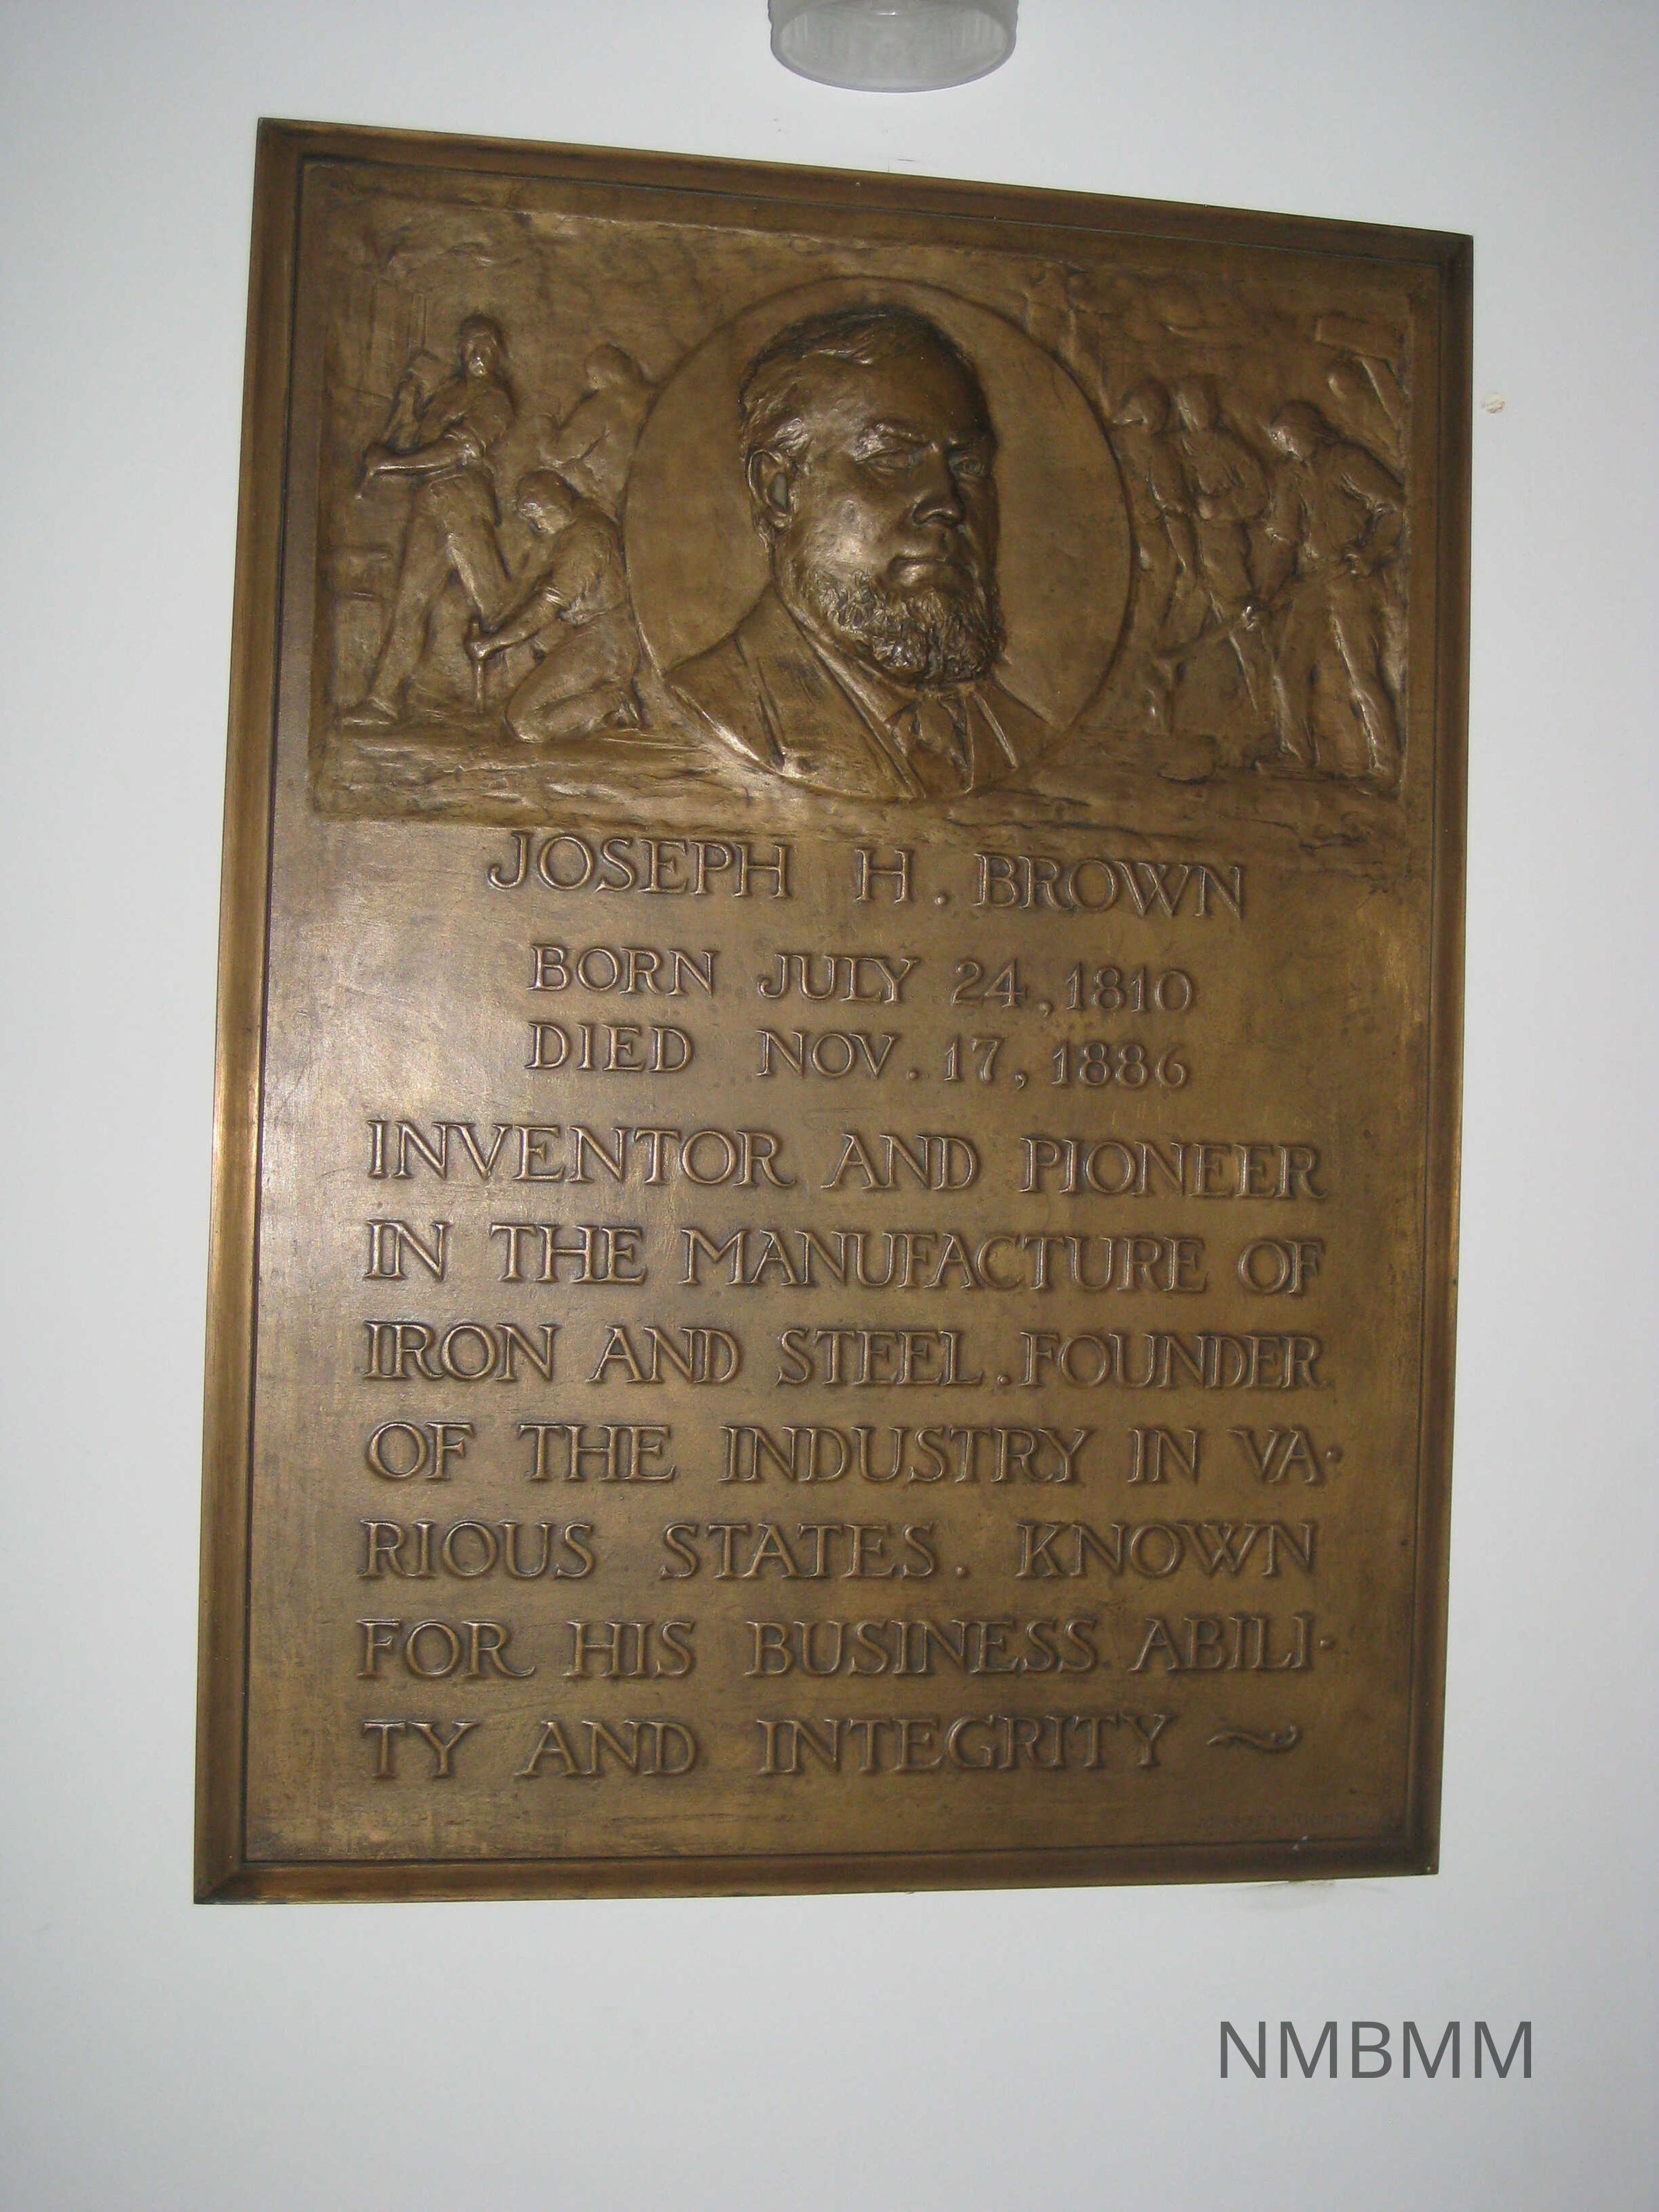 JOSEPH H. BROWN
BORN JULY 24, 1810
DIED NOV. 17, 1886
INVENTOR AND PIONEER
IN THE MANUFACTURE OF
IRON AND STEEL. FOUNDER
OF THE INDUSTRY IN VA-
RIOUS STATES. KNOWN
FOR HIS BUSINESS ABILI-
TY AND INTEGRITY ~
NMBMM